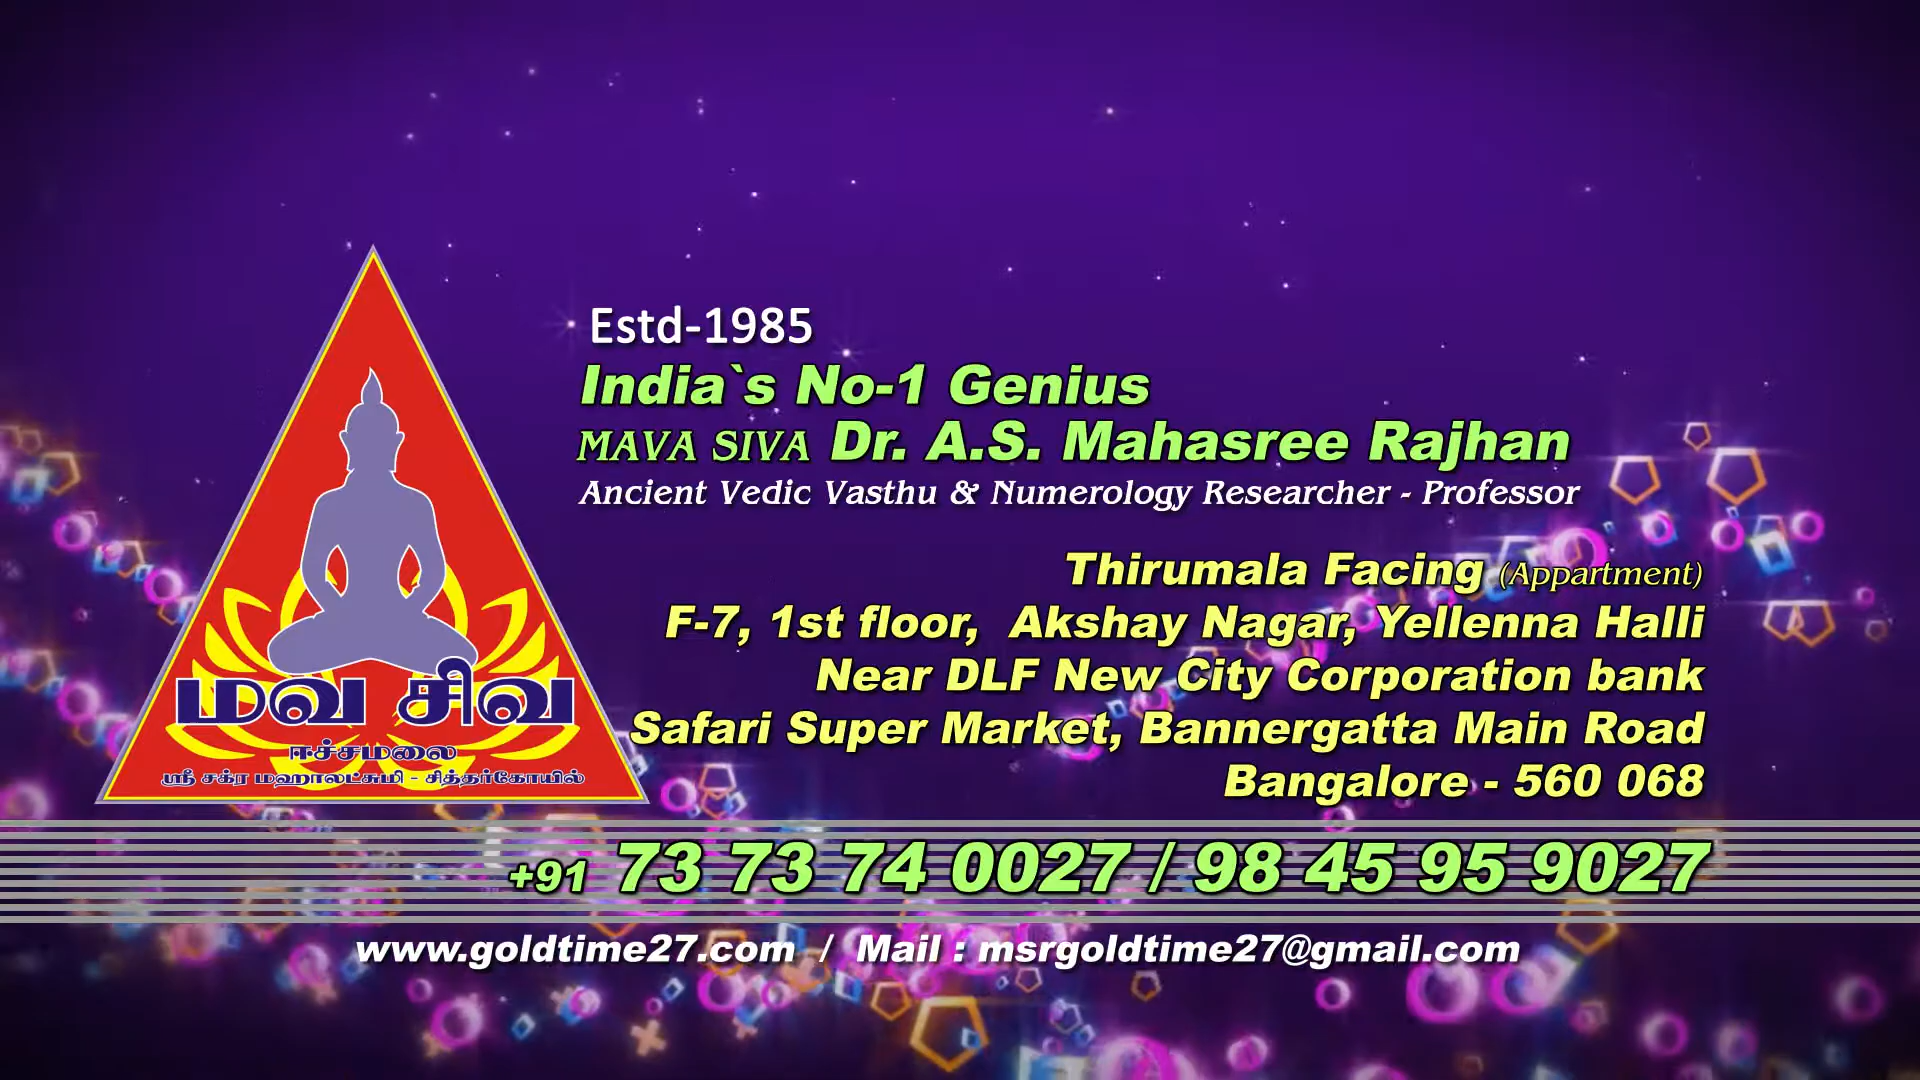 Estd-1985
India`s No-1 Genius
MAVA SIVA Dr. A.S. Mahasree Rajhan
Ancient Vedic Vasthu & Numerology Researcher - Professor
Thirumala Facing (Appartment)
F-7, 1st floor, Akshay Nagar, Yellenna Halli
Near DLF New City Corporation bank
Safari Super Market, Bannergatta Main Road
Bangalore - 560 068
மவ சிவ
ஈச்சமலை
ஸ்ரீ சக்ர மஹாலட்சுமி - சித்தர்கோயில்
+91 73 73 74 0027 / 98 45 95 9027
www.goldtime27.com / Mail : msrgoldtime27@gmail.com